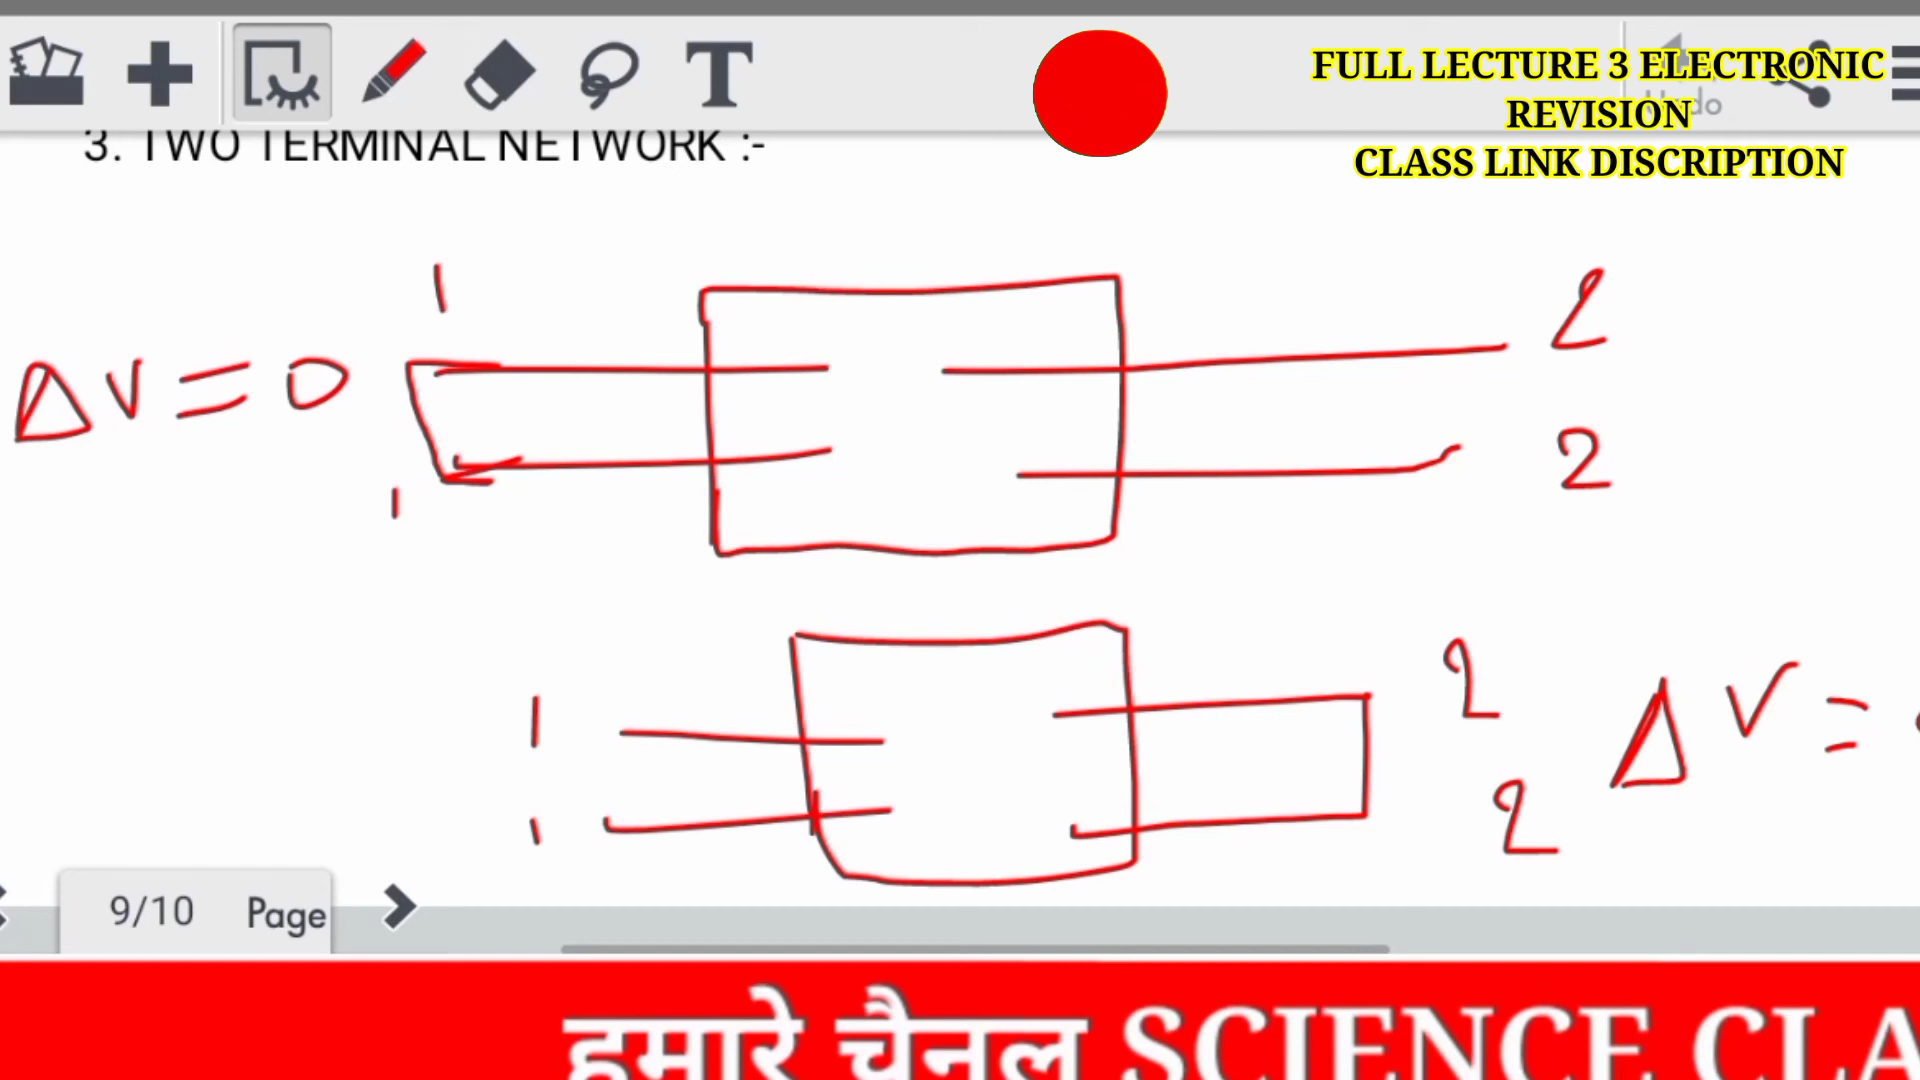 FULL LECTURE 3 ELECTRONIC
REVISION
CLASS LINK DISCRIPTION
T
Undo
3. TWO TERMINAL NETWORK :-
1
2
ΔV=0
1
2
1
2
ΔV=
1
2
9/10 Page
हमारे चैनल SCIENCE CLA